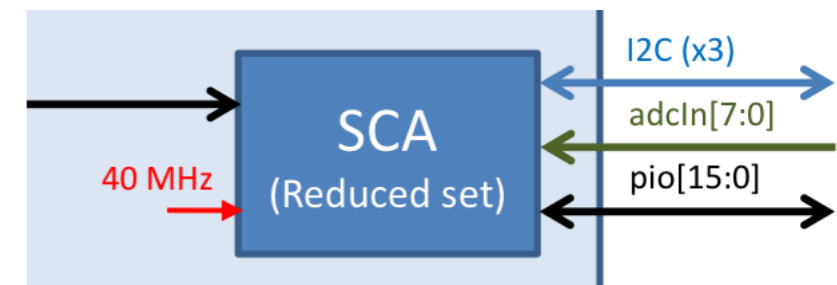 I2C (x3)
SCA
adcIn[7:0]
40 MHz
(Reduced set)
pio[15:0]